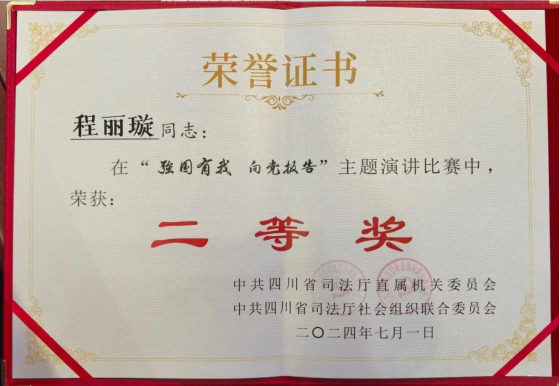 荣誉证书
程丽璇同志：
在“強国有我 向党报告”主题演讲比赛中，
荣获：
二等奖
中共四川省司法厅直属机关委员会
中共四川省司法厅社会组织联合委员会
二〇二四年七月一日